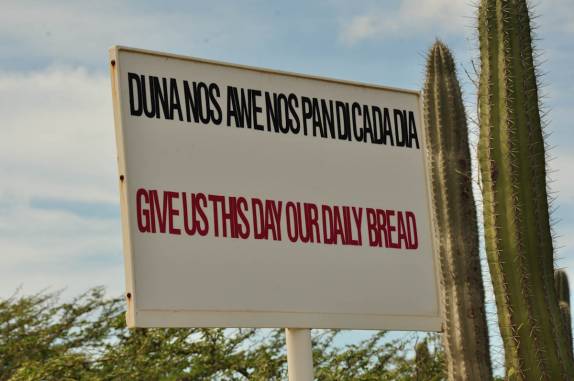 DUNA NOS AWE NOS PAN DI CADA DIA
GIVE US THIS DAY OUR DAILY BREAD